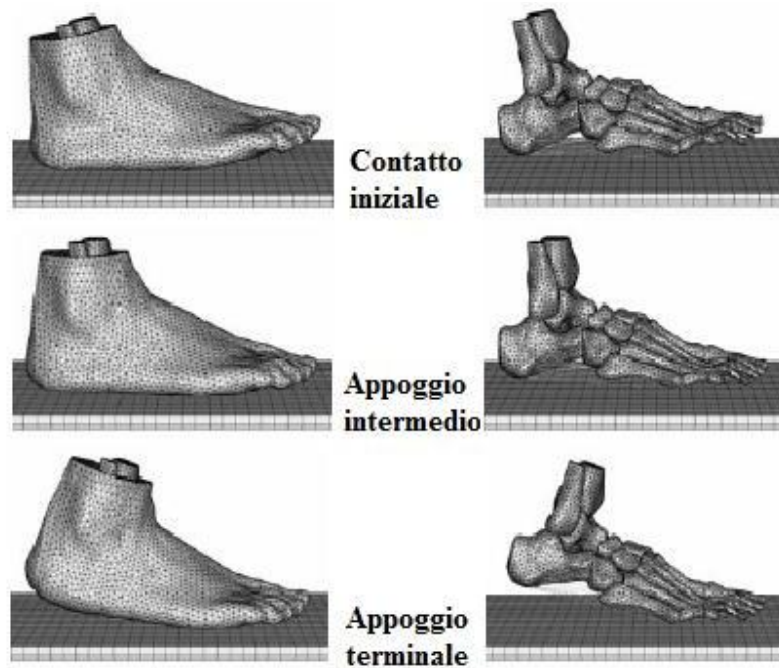 Contatto
iniziale
Appoggio
intermedio
Appoggio
terminale